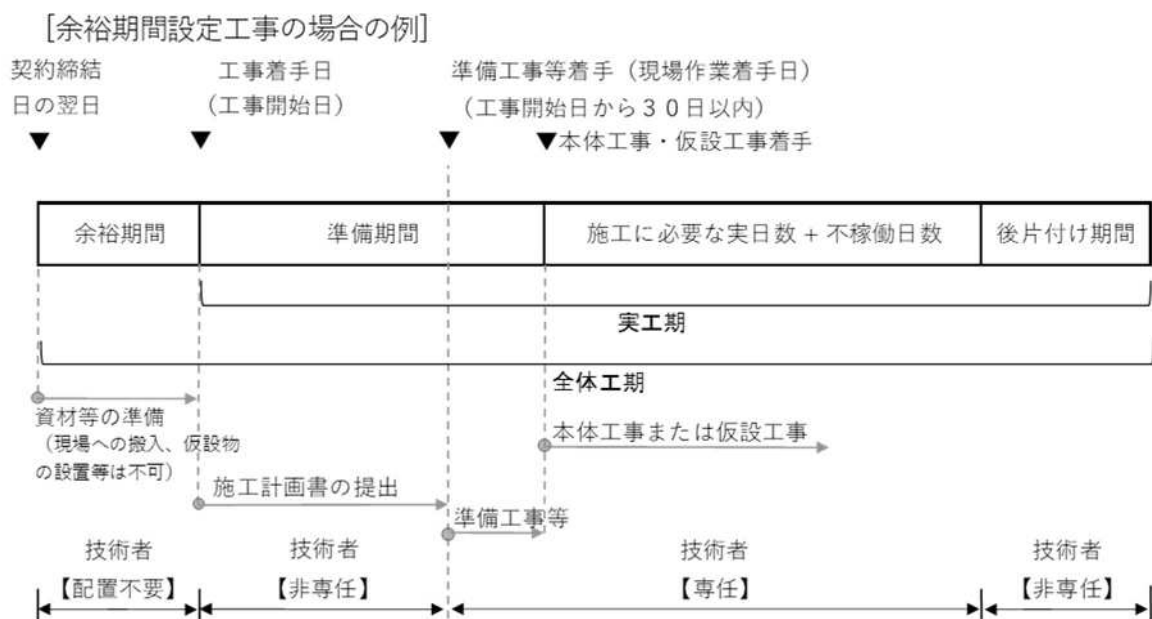 [余裕期間設定工事の場合の例]
契約締結
日の翌日
工事着手日
（工事開始日）
準備工事等着手（現場作業着手日）
（工事開始日から３０日以内）
▼本体工事・仮設工事着手
余裕期間
準備期間
施工に必要な実日数 + 不稼働日数
後片付け期間
実工期
全体工期
資材等の準備
（現場への搬入、仮設物
の設置等は不可）
本体工事または仮設工事
施工計画書の提出
準備工事等
技術者
【配置不要】
技術者
【非専任】
技術者
【専任】
技術者
【非専任】